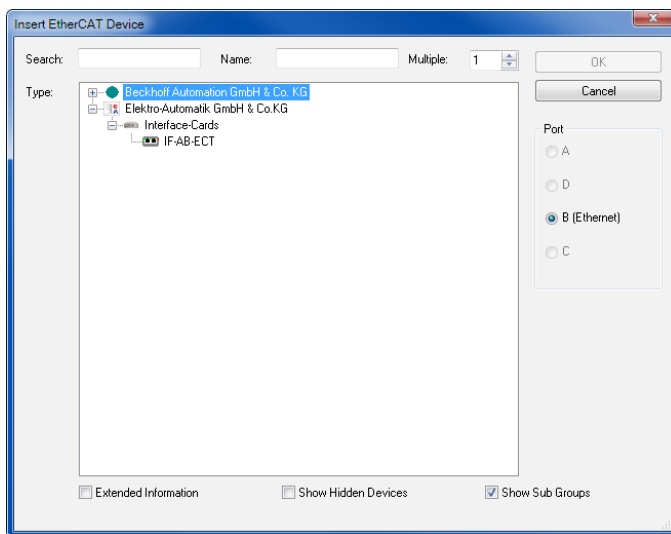 Insert EtherCAT Device
Search: Name: Multiple: 1 OK
Type: Beckhoff Automation GmbH & Co. KG Cancel
Elektro-Automatik GmbH & Co.KG
Interface-Cards
IF-AB-ECT
Port
A
D
B (Ethernet)
C
Extended Information Show Hidden Devices Show Sub Groups